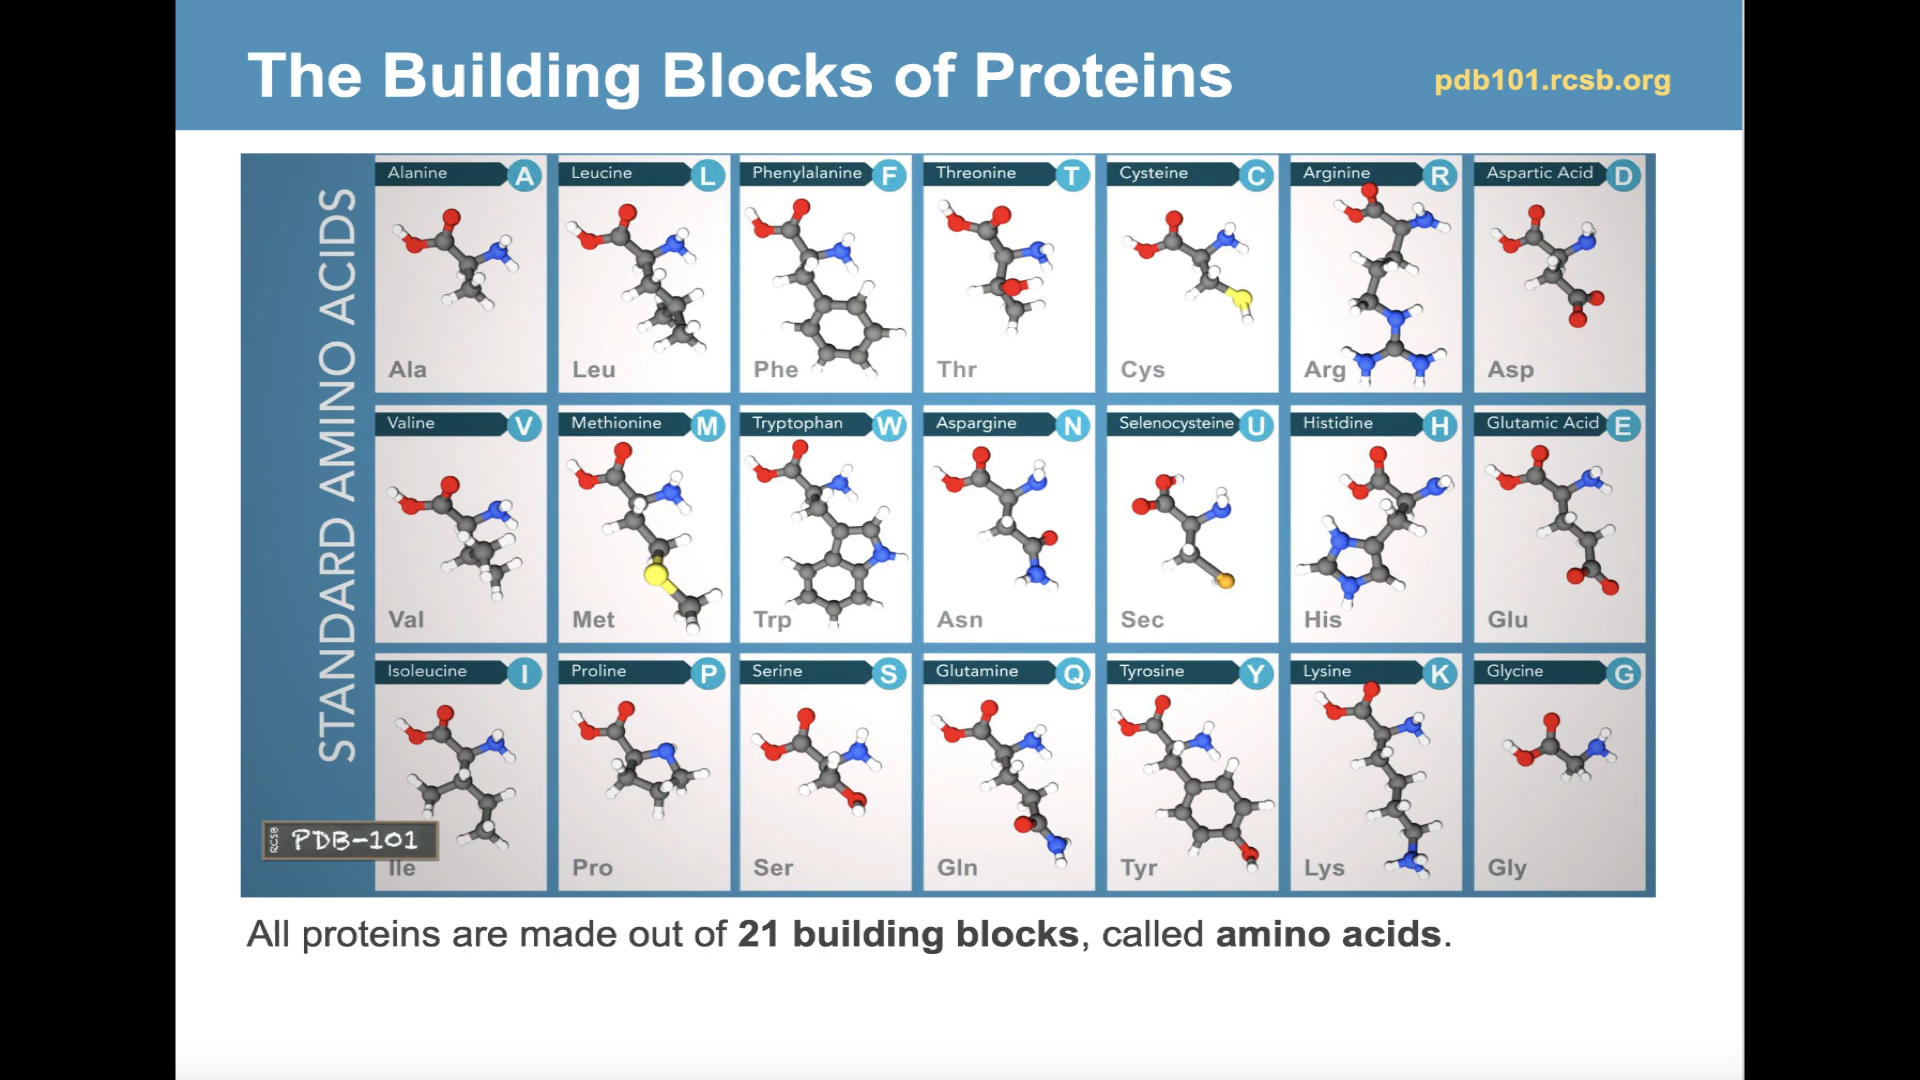 The Building Blocks of Proteins
pdb101.rcsb.org
STANDARD AMINO ACIDS
Alanine A
Ala
Leucine L
Leu
Phenylalanine F
Phe
Threonine T
Thr
Cysteine C
Cys
Arginine R
Arg
Aspartic Acid D
Asp
Valine V
Val
Methionine M
Met
Tryptophan W
Trp
Aspargine N
Asn
Selenocysteine U
Sec
Histidine H
His
Glutamic Acid E
Glu
Isoleucine I
Ile
Proline P
Pro
Serine S
Ser
Glutamine Q
Gln
Tyrosine Y
Tyr
Lysine K
Lys
Glycine G
Gly
RCSB PDB-101
All proteins are made out of 21 building blocks, called amino acids.